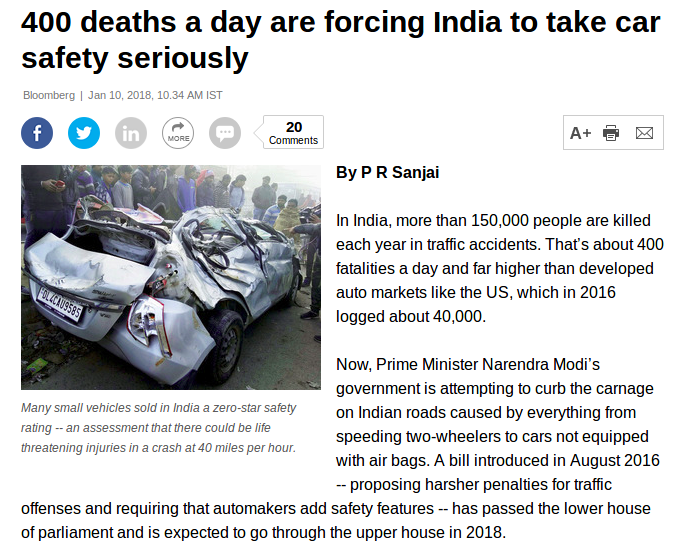 400 deaths a day are forcing India to take car
safety seriously
Bloomberg | Jan 10, 2018, 10.34 AM IST
f
in
MORE
20
Comments
A+
DL4CAU9585
By P R Sanjai
In India, more than 150,000 people are killed
each year in traffic accidents. That’s about 400
fatalities a day and far higher than developed
auto markets like the US, which in 2016
logged about 40,000.
Now, Prime Minister Narendra Modi’s
government is attempting to curb the carnage
on Indian roads caused by everything from
speeding two-wheelers to cars not equipped
with air bags. A bill introduced in August 2016
-- proposing harsher penalties for traffic
Many small vehicles sold in India a zero-star safety
rating -- an assessment that there could be life
threatening injuries in a crash at 40 miles per hour.
offenses and requiring that automakers add safety features -- has passed the lower house
of parliament and is expected to go through the upper house in 2018.